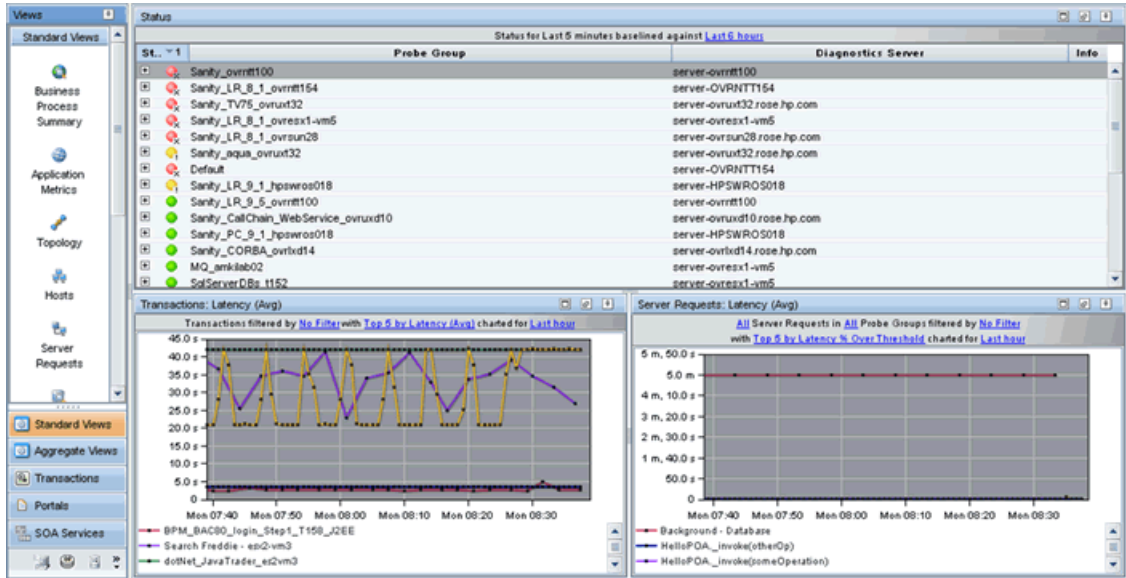 Views
Standard Views
Business
Process
Summary
Application
Metrics
Topology
Hosts
Server
Requests
Standard Views
Aggregate Views
Transactions
Portals
SOA Services
Status
Status for Last 5 minutes baselined against Last 6 hours
St.. 1 Probe Group Diagnostics Server Info
Sanity_ovrntt100 server-ovrntt100
Sanity_LR_8_1_ovrntt154 server-OVRNTT154
Sanity_TV75_ovruxt32 server-ovruxt32.rose.hp.com
Sanity_LR_8_1_ovresx1-vm5 server-ovresx1-vm5
Sanity_LR_8_1_ovrsun28 server-ovrsun28.rose.hp.com
Sanity_aqua_ovruxt32 server-ovruxt32.rose.hp.com
Default server-OVRNTT154
Sanity_LR_9_1_hpswros018 server-HPSWROS018
Sanity_LR_9_5_ovrntt100 server-ovrntt100
Sanity_CallChain_WebService_ovruxd10 server-ovruxd10.rose.hp.com
Sanity_PC_9_1_hpswros018 server-HPSWROS018
Sanity_CORBA_ovrlxd14 server-ovrlxd14.rose.hp.com
MQ_amkilab02 server-ovresx1-vm5
SqlServerDBs_t152 server-ovresx1-vm5
Transactions: Latency (Avg)
Transactions filtered by No Filter with Top 5 by Latency (Avg) charted for Last hour
45.0 s
40.0 s
35.0 s
30.0 s
25.0 s
20.0 s
15.0 s
10.0 s
5.0
0
Mon 07:40 Mon 07:50 Mon 08:00 Mon 08:10 Mon 08:20 Mon 08:30
BPM_BAC80_login_Step1_T158_J2EE
Search Freddie - esx2-vm3
dotNet_JavaTrader_es2vm3
Server Requests: Latency (Avg)
All Server Requests in All Probe Groups filtered by No Filter
with Top 5 by Latency % Over Threshold charted for Last hour
5 m, 50.0 s
5.0 m
4 m, 10.0 s
3 m, 20.0 s
2 m, 30.0 s
1 m, 40.0 s
50.0 s
0
Mon 07:40 Mon 07:50 Mon 08:00 Mon 08:10 Mon 08:20 Mon 08:30
Background - Database
HelloPOA._invoke(otherOp)
HelloPOA._invoke(someOperation)